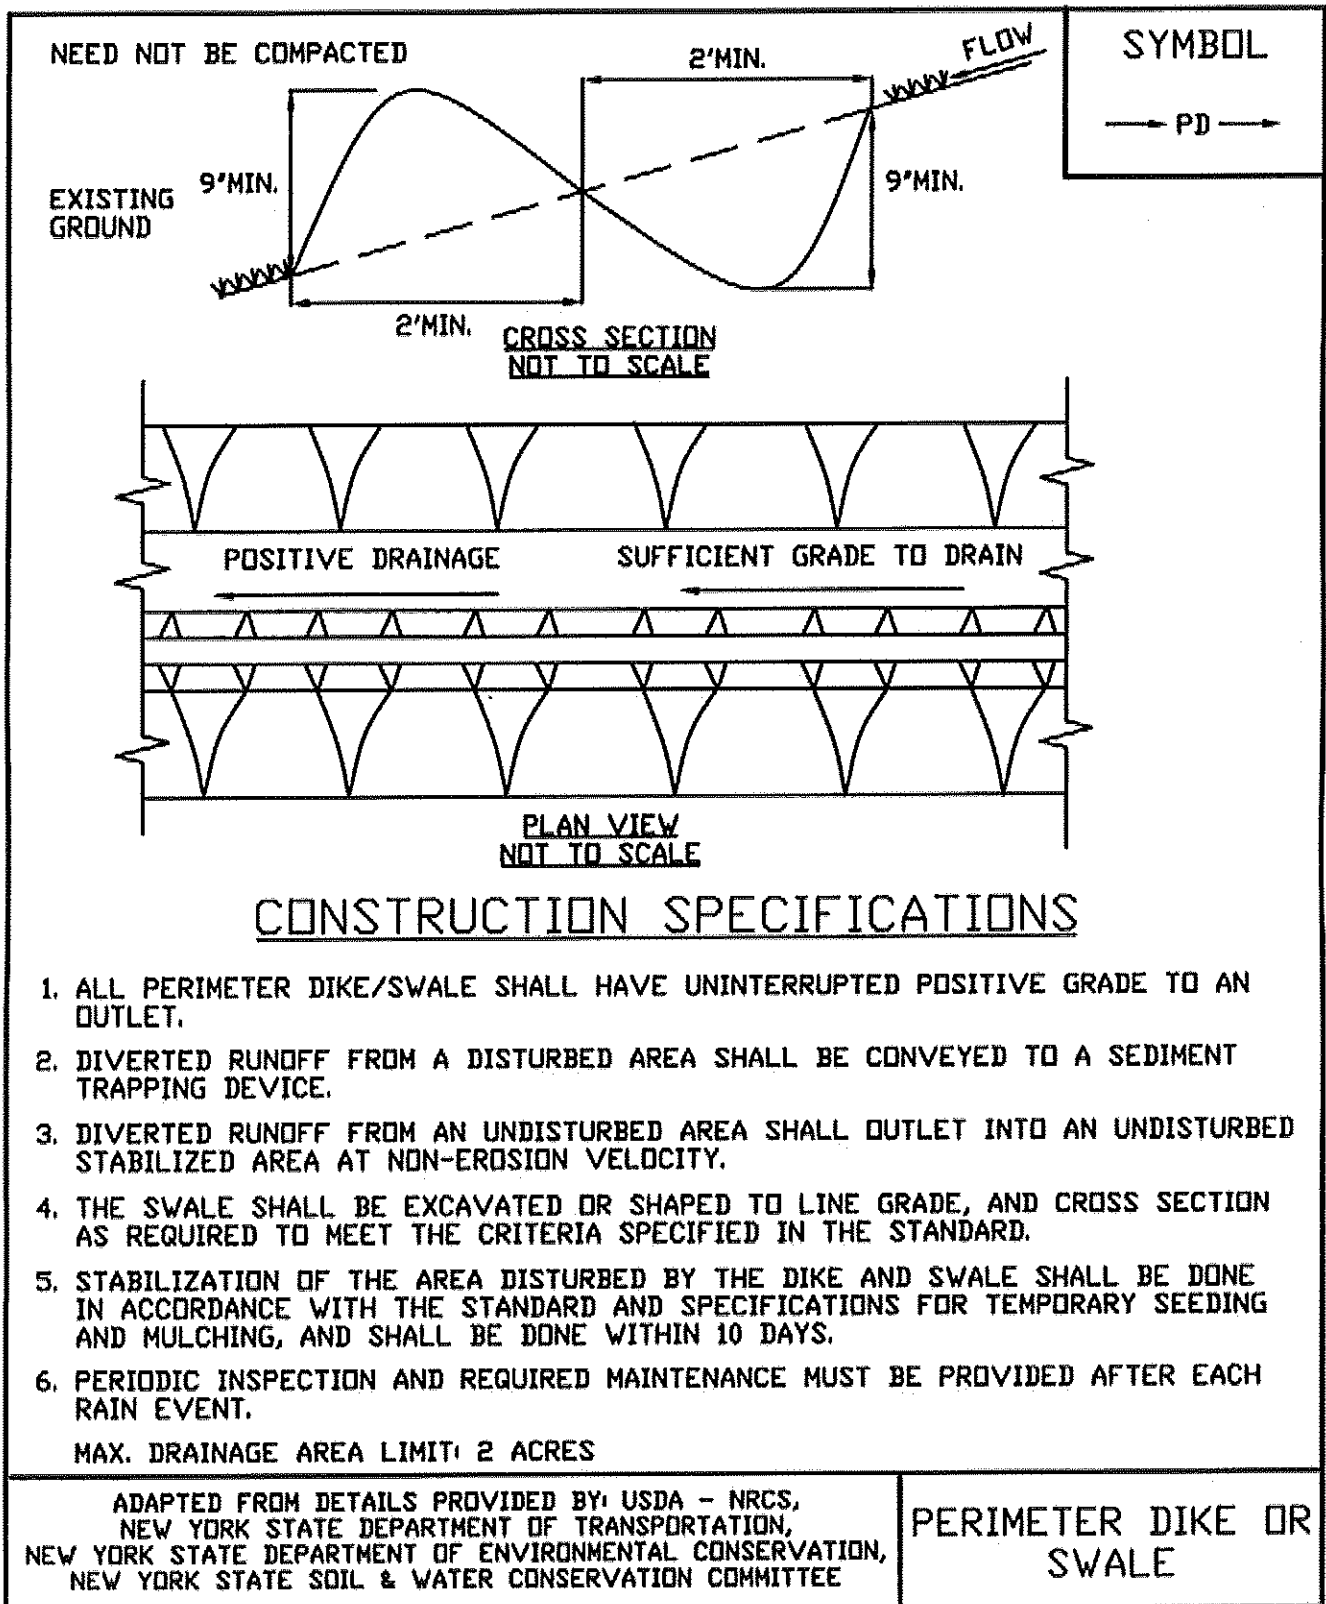 NEED NOT BE COMPACTED
2'MIN.
FLOW
SYMBOL
PD
9"MIN.
9"MIN.
EXISTING
GROUND
2'MIN.
CROSS SECTION
NOT TO SCALE
POSITIVE DRAINAGE
SUFFICIENT GRADE TO DRAIN
PLAN VIEW
NOT TO SCALE
CONSTRUCTION SPECIFICATIONS
1. ALL PERIMETER DIKE/SWALE SHALL HAVE UNINTERRUPTED POSITIVE GRADE TO AN
OUTLET.
2. DIVERTED RUNOFF FROM A DISTURBED AREA SHALL BE CONVEYED TO A SEDIMENT
TRAPPING DEVICE.
3. DIVERTED RUNOFF FROM AN UNDISTURBED AREA SHALL OUTLET INTO AN UNDISTURBED
STABILIZED AREA AT NON-EROSION VELOCITY.
4. THE SWALE SHALL BE EXCAVATED OR SHAPED TO LINE GRADE, AND CROSS SECTION
AS REQUIRED TO MEET THE CRITERIA SPECIFIED IN THE STANDARD.
5. STABILIZATION OF THE AREA DISTURBED BY THE DIKE AND SWALE SHALL BE DONE
IN ACCORDANCE WITH THE STANDARD AND SPECIFICATIONS FOR TEMPORARY SEEDING
AND MULCHING, AND SHALL BE DONE WITHIN 10 DAYS.
6. PERIODIC INSPECTION AND REQUIRED MAINTENANCE MUST BE PROVIDED AFTER EACH
RAIN EVENT.
MAX. DRAINAGE AREA LIMIT: 2 ACRES
ADAPTED FROM DETAILS PROVIDED BY: USDA - NRCS,
NEW YORK STATE DEPARTMENT OF TRANSPORTATION,
NEW YORK STATE DEPARTMENT OF ENVIRONMENTAL CONSERVATION,
NEW YORK STATE SOIL & WATER CONSERVATION COMMITTEE
PERIMETER DIKE OR
SWALE